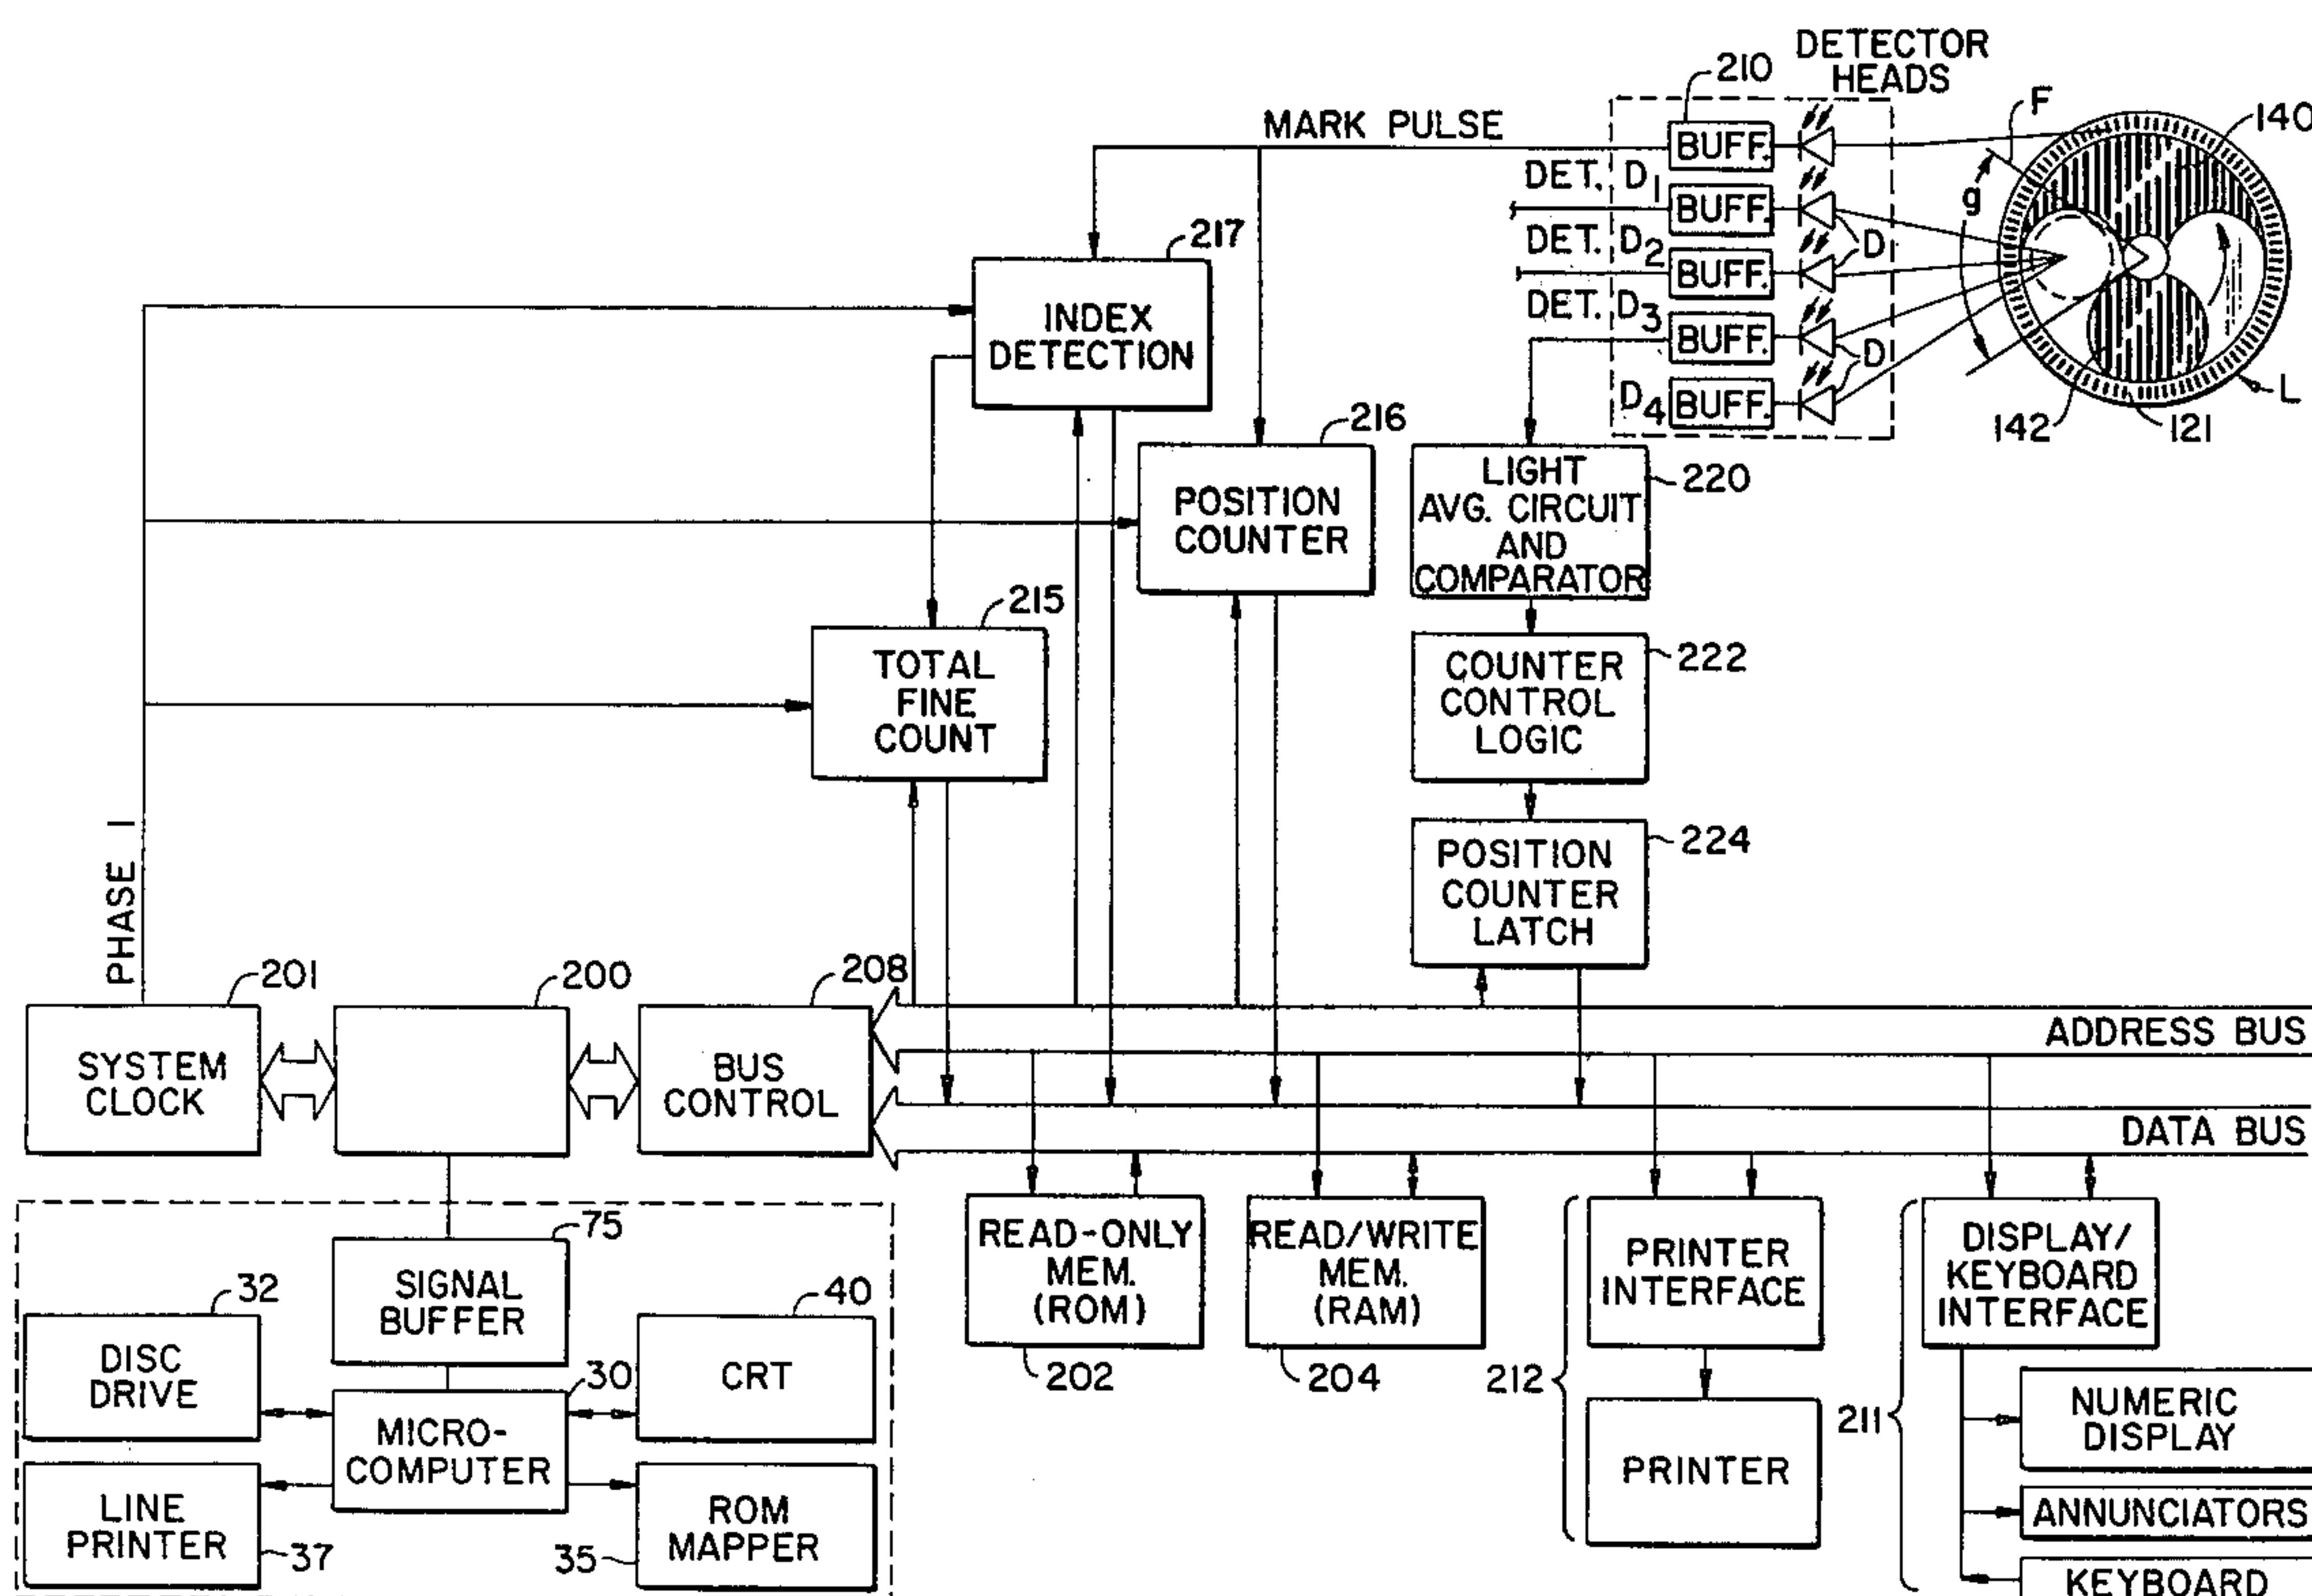 DETECTOR
HEADS
210
F
140
MARK PULSE
BUFF.
DET. D1
BUFF.
g
D
217
DET. D2
BUFF.
INDEX
DETECTION
DET. D3
BUFF.
D
L
D4
BUFF.
142
121
216
POSITION
COUNTER
LIGHT
AVG. CIRCUIT
AND
COMPARATOR
220
215
TOTAL
FINE
COUNT
COUNTER
CONTROL
LOGIC
222
PHASE 1
POSITION
COUNTER
LATCH
224
201
200
208
SYSTEM
CLOCK
BUS
CONTROL
ADDRESS BUS
DATA BUS
75
SIGNAL
BUFFER
32
DISC
DRIVE
40
CRT
30
MICRO-
COMPUTER
LINE
PRINTER
37
35
ROM
MAPPER
READ-ONLY
MEM.
(ROM)
202
READ/WRITE
MEM.
(RAM)
204
212
PRINTER
INTERFACE
PRINTER
211
DISPLAY/
KEYBOARD
INTERFACE
NUMERIC
DISPLAY
ANNUNCIATORS
KEYBOARD